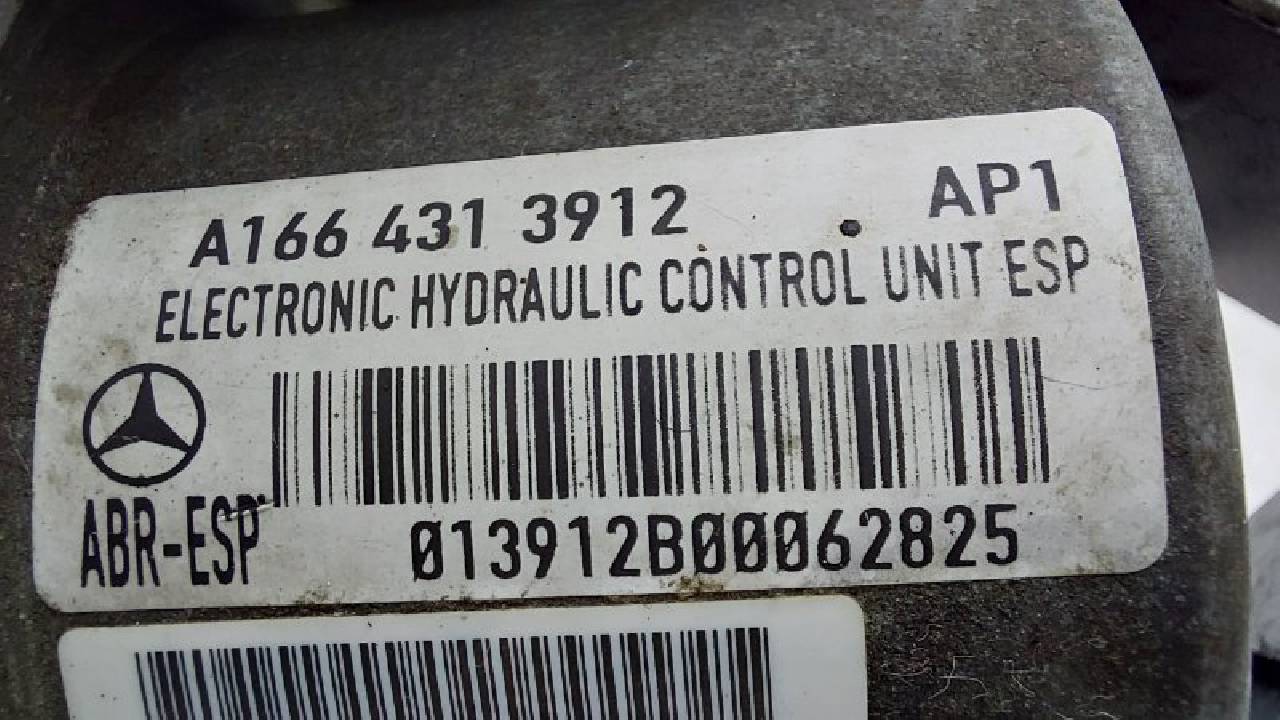 A166 431 3912 AP1
ELECTRONIC HYDRAULIC CONTROL UNIT ESP
ABR-ESP
013912B00062825